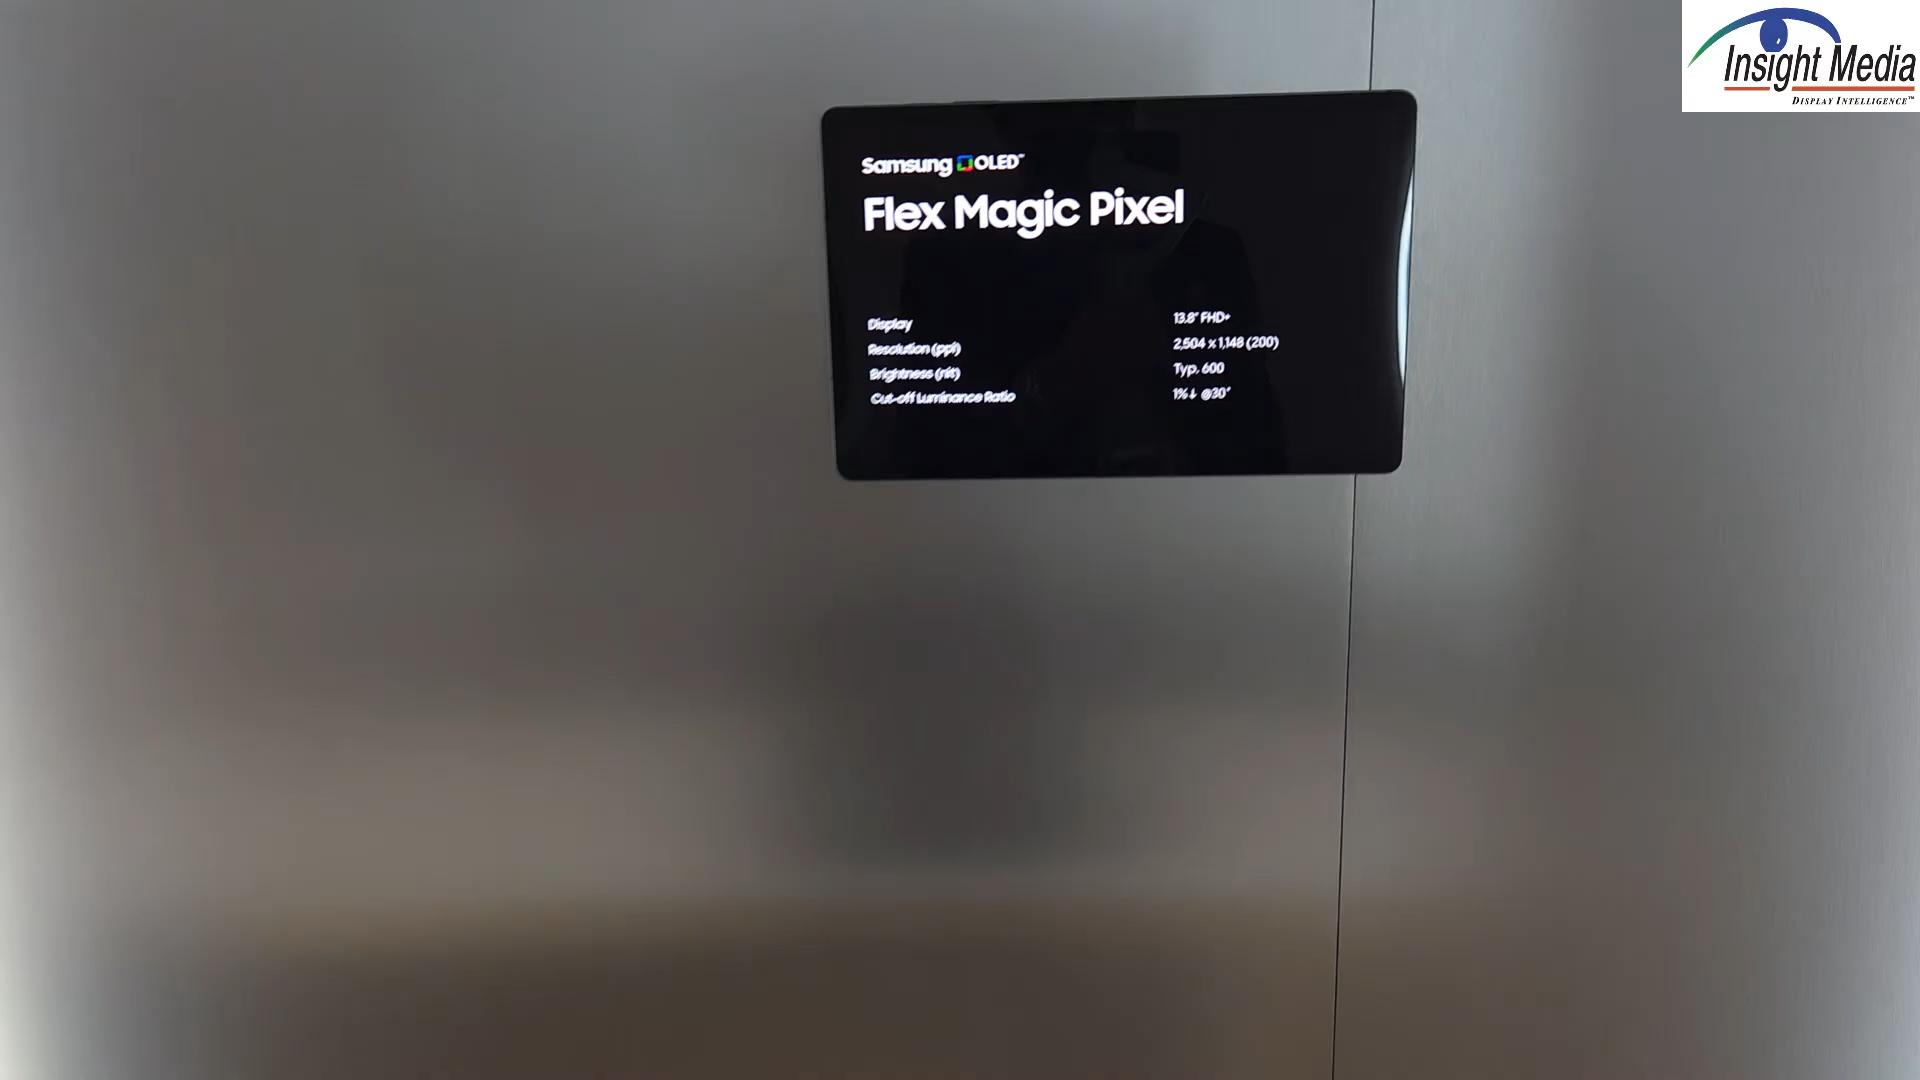 Insight Media
DISPLAY INTELLIGENCE™
Samsung OLED™
Flex Magic Pixel
Display 13.8" FHD+
Resolution (ppi) 2,504 x 1,148 (200)
Brightness (nit) Typ. 600
Cut-off Luminance Ratio 1%↓ @30°